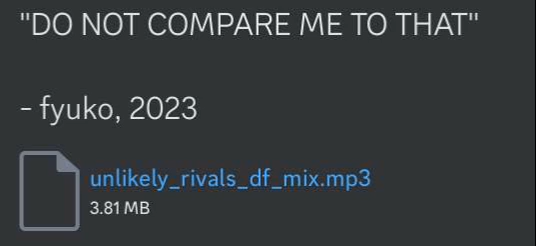 "DO NOT COMPARE ME TO THAT"
- fyuko, 2023
unlikely_rivals_df_mix.mp3
3.81 MB